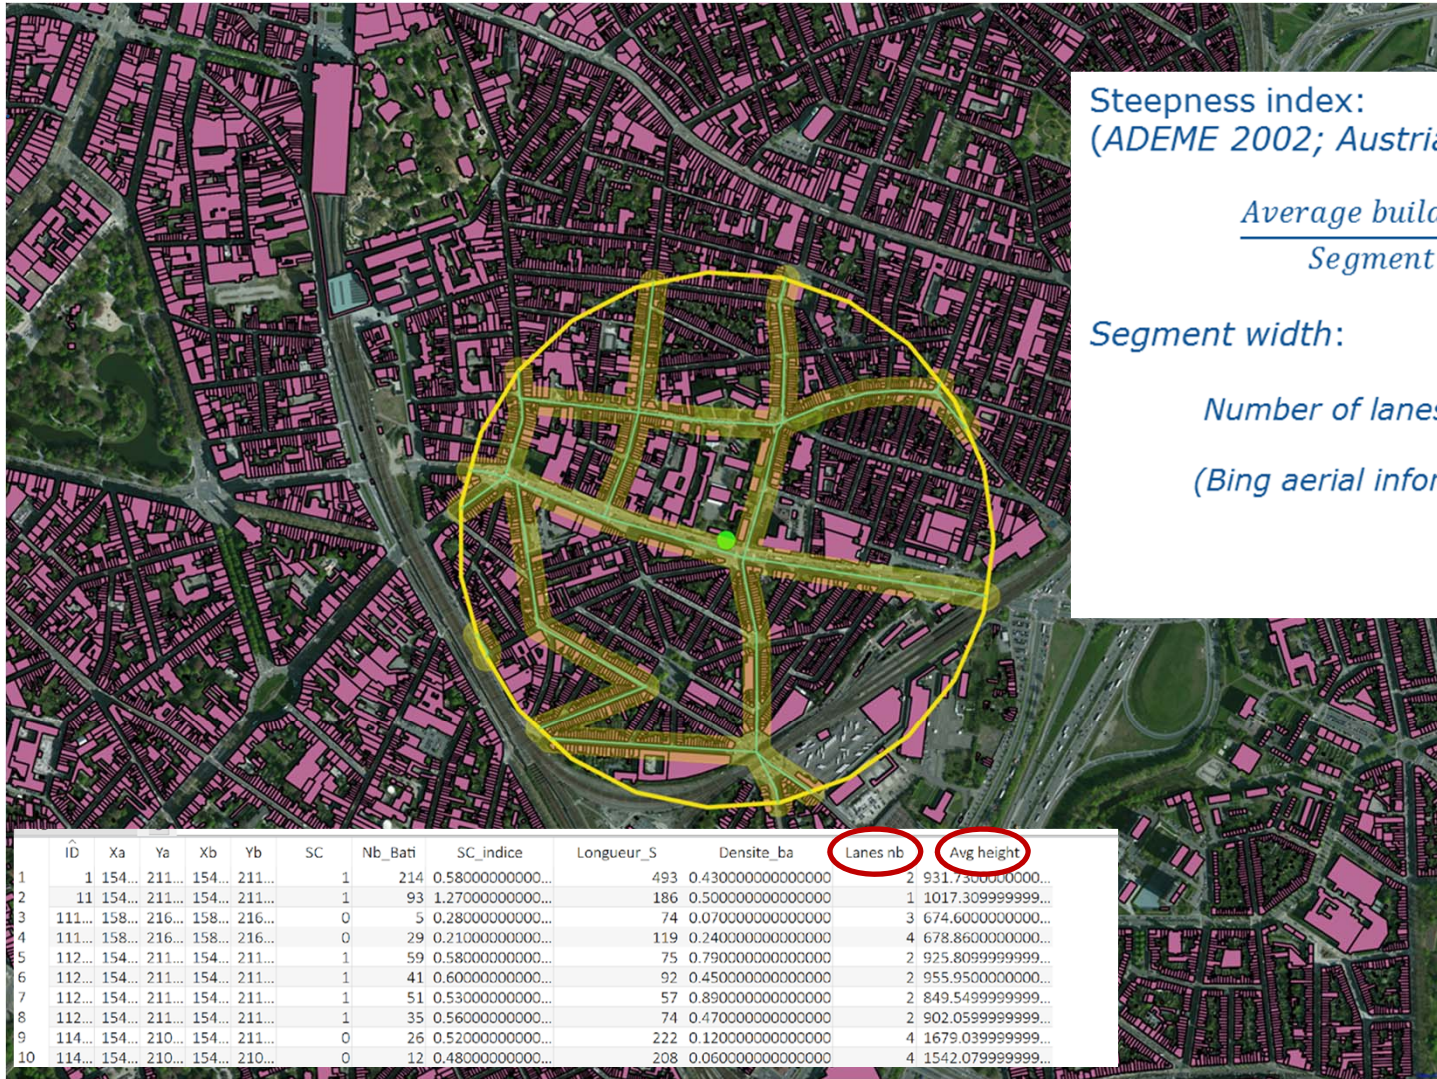 Steepness index:
(ADEME 2002; Austria
Average build
Segment
Segment width:
Number of lanes
(Bing aerial infor
ID Xa Ya Xb Yb SC Nb_Bati SC_indice Longueur_S Densite_ba Lanes nb Avg height
1 1 154... 211... 154... 211... 1 214 0.58000000000... 493 0.430000000000000 2 931.7300000000...
2 11 154... 211... 154... 211... 1 93 1.27000000000... 186 0.500000000000000 1 1017.309999999...
3 111... 158... 216... 158... 216... 0 5 0.28000000000... 74 0.070000000000000 3 674.6000000000...
4 111... 158... 216... 158... 216... 0 29 0.21000000000... 119 0.240000000000000 4 678.8600000000...
5 112... 154... 211... 154... 211... 1 59 0.58000000000... 75 0.790000000000000 2 925.8099999999...
6 112... 154... 211... 154... 211... 1 41 0.60000000000... 92 0.450000000000000 2 955.9500000000...
7 112... 154... 211... 154... 211... 1 51 0.53000000000... 57 0.890000000000000 2 849.5499999999...
8 112... 154... 211... 154... 211... 1 35 0.56000000000... 74 0.470000000000000 2 902.0599999999...
9 114... 154... 210... 154... 210... 0 26 0.52000000000... 222 0.120000000000000 4 1679.039999999...
10 114... 154... 210... 154... 210... 0 12 0.48000000000... 208 0.060000000000000 4 1542.079999999...